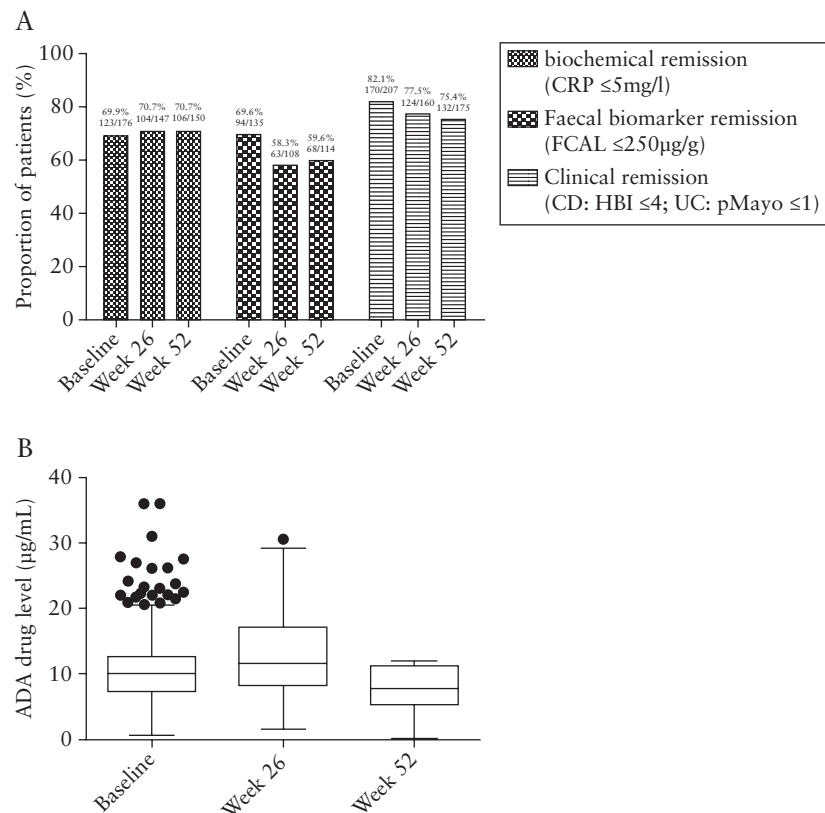 A
Proportion of patients (%)
100
80
60
40
20
0
69.9%
123/176
70.7%
104/147
70.7%
106/150
69.6%
94/135
58.3%
63/108
59.6%
68/114
82.1%
170/207
77.5%
124/160
75.4%
132/175
Baseline
Week 26
Week 52
Baseline
Week 26
Week 52
Baseline
Week 26
Week 52
biochemical remission
(CRP ≤5mg/l)
Faecal biomarker remission
(FCAL ≤250µg/g)
Clinical remission
(CD: HBI ≤4; UC: pMayo ≤1)
B
ADA drug level (µg/mL)
40
30
20
10
0
Baseline
Week 26
Week 52